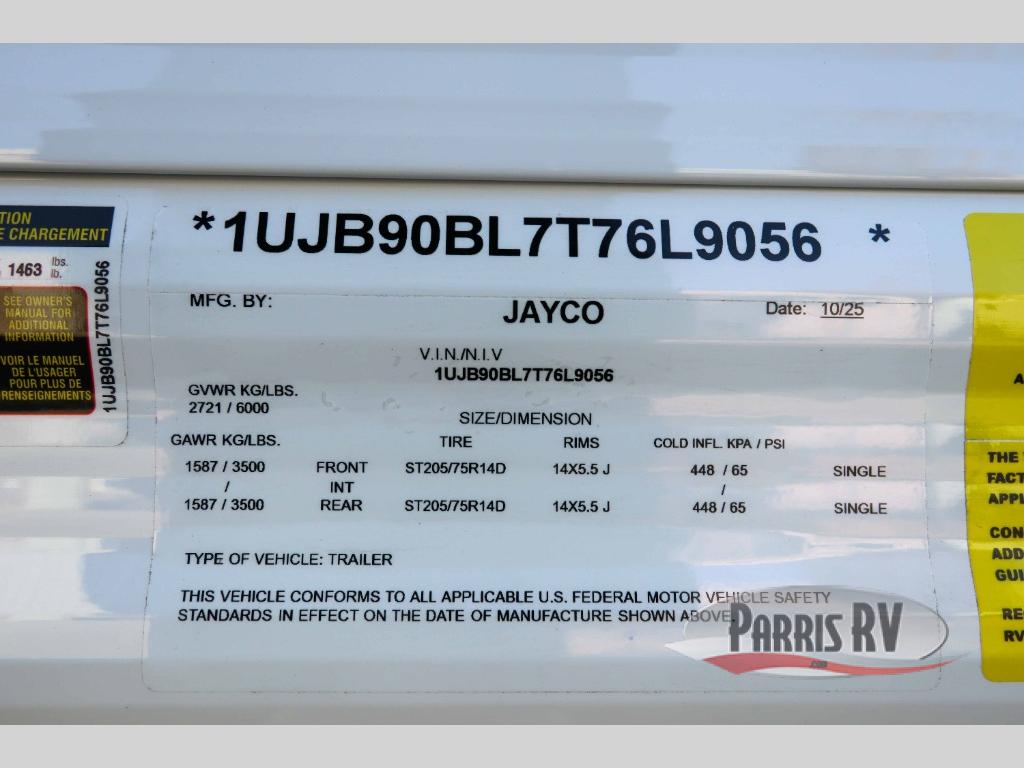 TION
E CHARGEMENT
1463 lbs.
lb.
SEE OWNER'S
MANUAL FOR
ADDITIONAL
INFORMATION
VOIR LE MANUEL
DE L'USAGER
POUR PLUS DE
RENSEIGNEMENTS
1UJB90BL7T76L9056
*1UJB90BL7T76L9056 *
MFG. BY: JAYCO Date: 10/25
V.I.N./N.I.V
1UJB90BL7T76L9056
GVWR KG/LBS.
2721 / 6000
SIZE/DIMENSION
GAWR KG/LBS. TIRE RIMS COLD INFL. KPA / PSI
1587 / 3500 FRONT ST205/75R14D 14X5.5 J 448 / 65 SINGLE
/ INT /
1587 / 3500 REAR ST205/75R14D 14X5.5 J 448 / 65 SINGLE
TYPE OF VEHICLE: TRAILER
THIS VEHICLE CONFORMS TO ALL APPLICABLE U.S. FEDERAL MOTOR VEHICLE SAFETY
STANDARDS IN EFFECT ON THE DATE OF MANUFACTURE SHOWN ABOVE.
PARRIS RV
.com
A
THE
FACT
APPL
CON
ADD
GUI
RE
RV